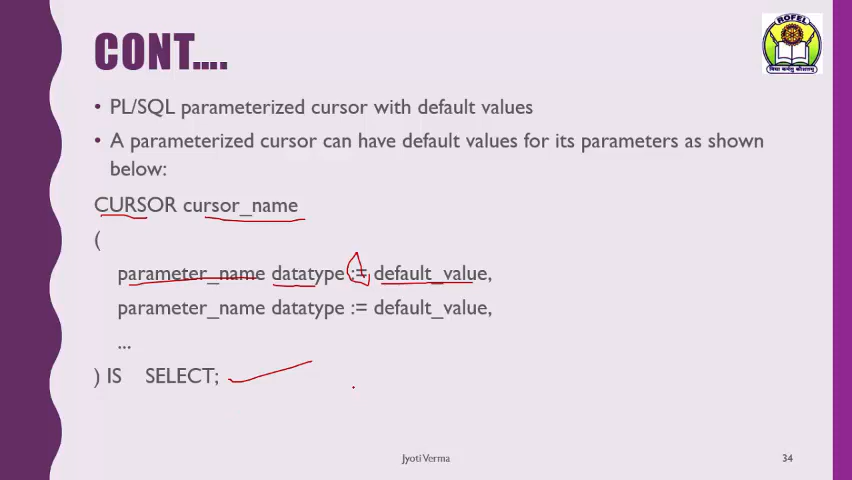 CONT....
ROFEL
• PL/SQL parameterized cursor with default values
• A parameterized cursor can have default values for its parameters as shown
below:
CURSOR cursor_name
(
parameter_name datatype := default_value,
parameter_name datatype := default_value,
...
) IS SELECT;
Jyoti Verma
34